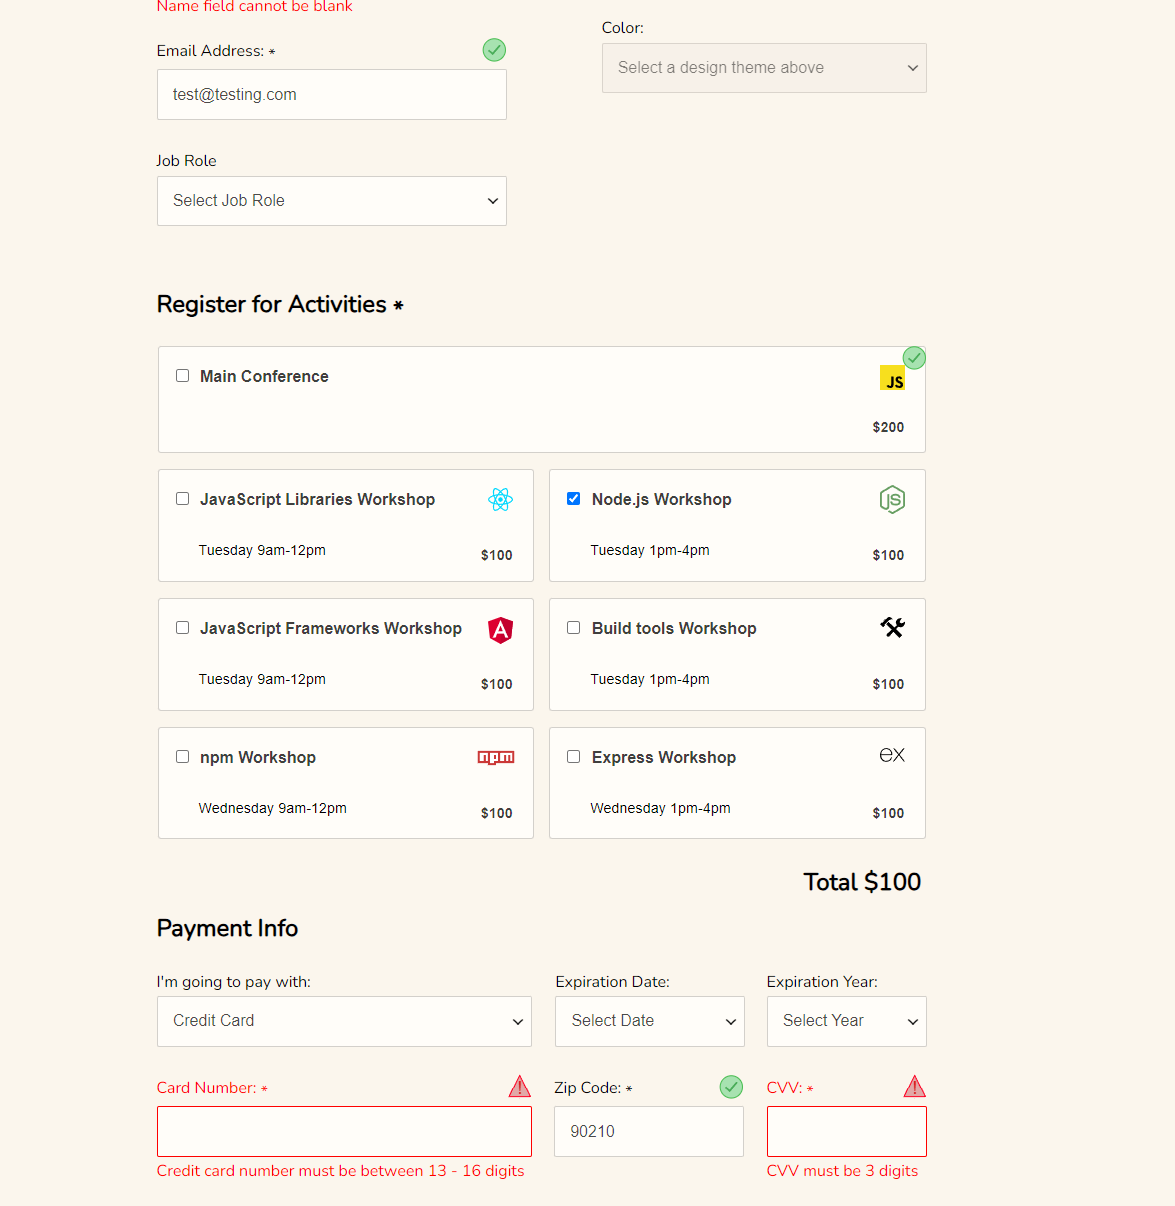 Name field cannot be blank
Color:
Email Address: *
Select a design theme above
test@testing.com
Job Role
Select Job Role
Register for Activities *
Main Conference
JS
$200
JavaScript Libraries Workshop
Tuesday 9am-12pm
$100
Node.js Workshop
JS
Tuesday 1pm-4pm
$100
JavaScript Frameworks Workshop
A
Tuesday 9am-12pm
$100
Build tools Workshop
Tuesday 1pm-4pm
$100
npm Workshop
npm
Wednesday 9am-12pm
$100
Express Workshop
ex
Wednesday 1pm-4pm
$100
Total $100
Payment Info
I'm going to pay with:
Expiration Date:
Expiration Year:
Credit Card
Select Date
Select Year
Card Number: *
Zip Code: *
CVV: *
90210
Credit card number must be between 13 - 16 digits
CVV must be 3 digits